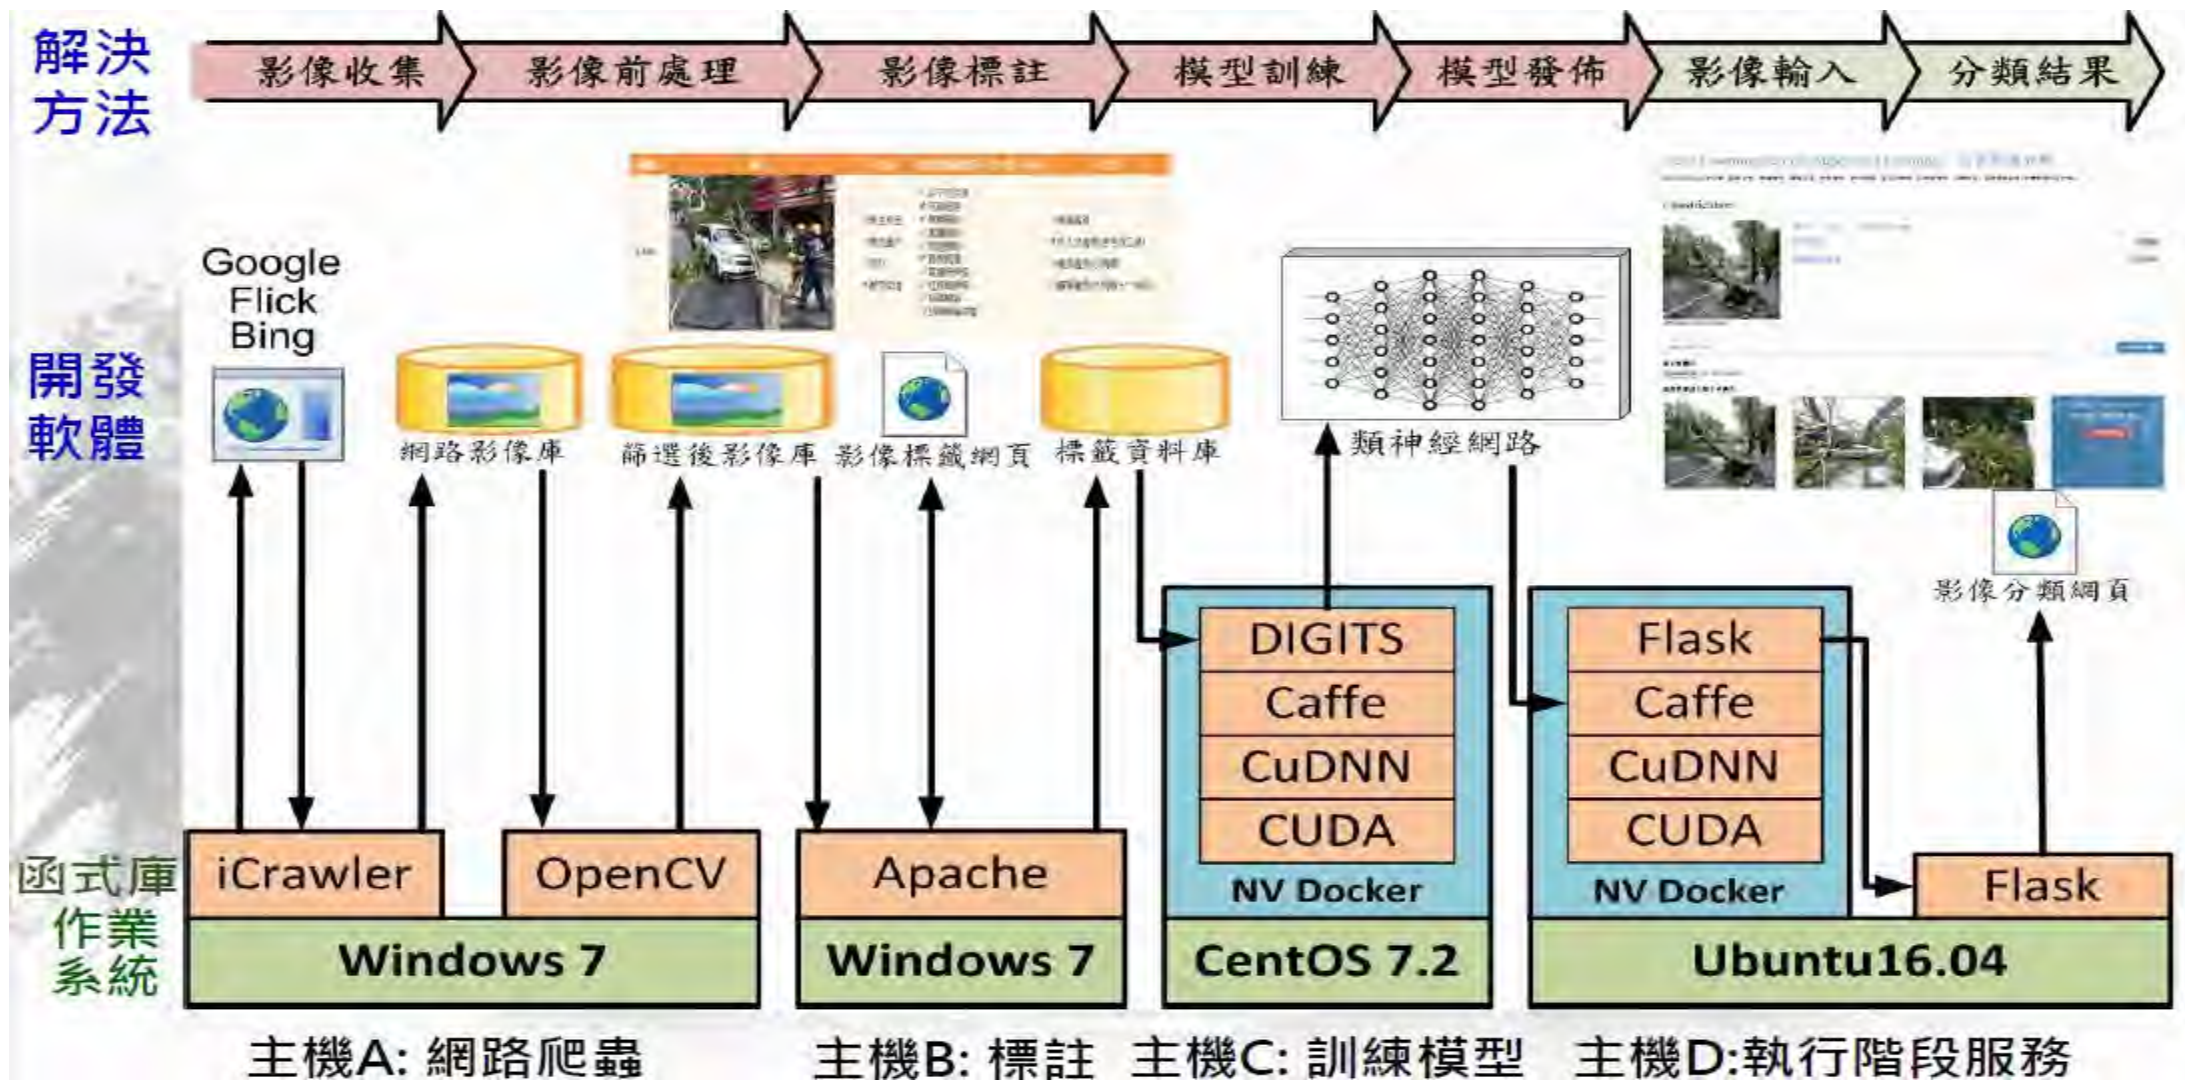 解決
方法
影像收集
影像前處理
影像標註
模型訓練
模型發佈
影像輸入
分類結果
開發
軟體
Google
Flick
Bing
網路影像庫
篩選後影像庫
影像標籤網頁
標籤資料庫
類神經網路
影像分類網頁
函式庫
作業
系統
iCrawler
OpenCV
Windows 7
Apache
Windows 7
DIGITS
Caffe
CuDNN
CUDA
NV Docker
CentOS 7.2
Flask
Caffe
CuDNN
CUDA
NV Docker
Flask
Ubuntu16.04
主機A: 網路爬蟲
主機B: 標註
主機C: 訓練模型
主機D:執行階段服務